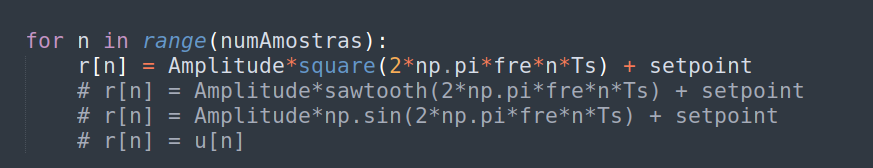 for n in range(numAmostras):
    r[n] = Amplitude*square(2*np.pi*fre*n*Ts) + setpoint
    # r[n] = Amplitude*sawtooth(2*np.pi*fre*n*Ts) + setpoint
    # r[n] = Amplitude*np.sin(2*np.pi*fre*n*Ts) + setpoint
    # r[n] = u[n]